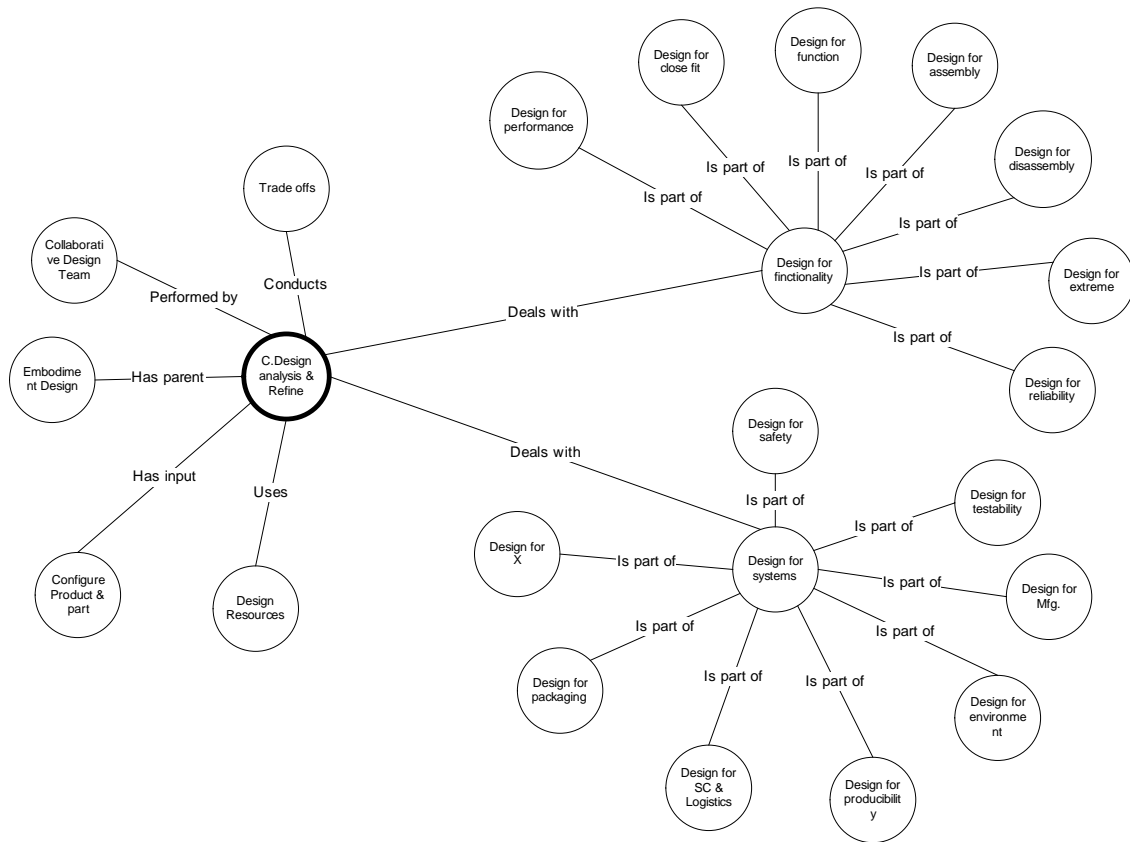 Design for
close fit
Design for
function
Design for
assembly
Design for
performance
Is part of
Is part of
Is part of
Is part of
Design for
disassembly
Is part of
Trade offs
Collaborati
ve Design
Team
Performed by
Conducts
Design for
finctionality
Is part of
Design for
extreme
Deals with
Is part of
Embodime
nt Design
Has parent
C.Design
analysis &
Refine
Design for
reliability
Design for
safety
Deals with
Has input
Uses
Is part of
Design for
testability
Is part of
Design for
X
Is part of
Design for
systems
Is part of
Design for
Mfg.
Configure
Product &
part
Design
Resources
Is part of
Is part of
Design for
packaging
Is part of
Is part of
Design for
environme
nt
Design for
SC &
Logistics
Design for
producibilit
y